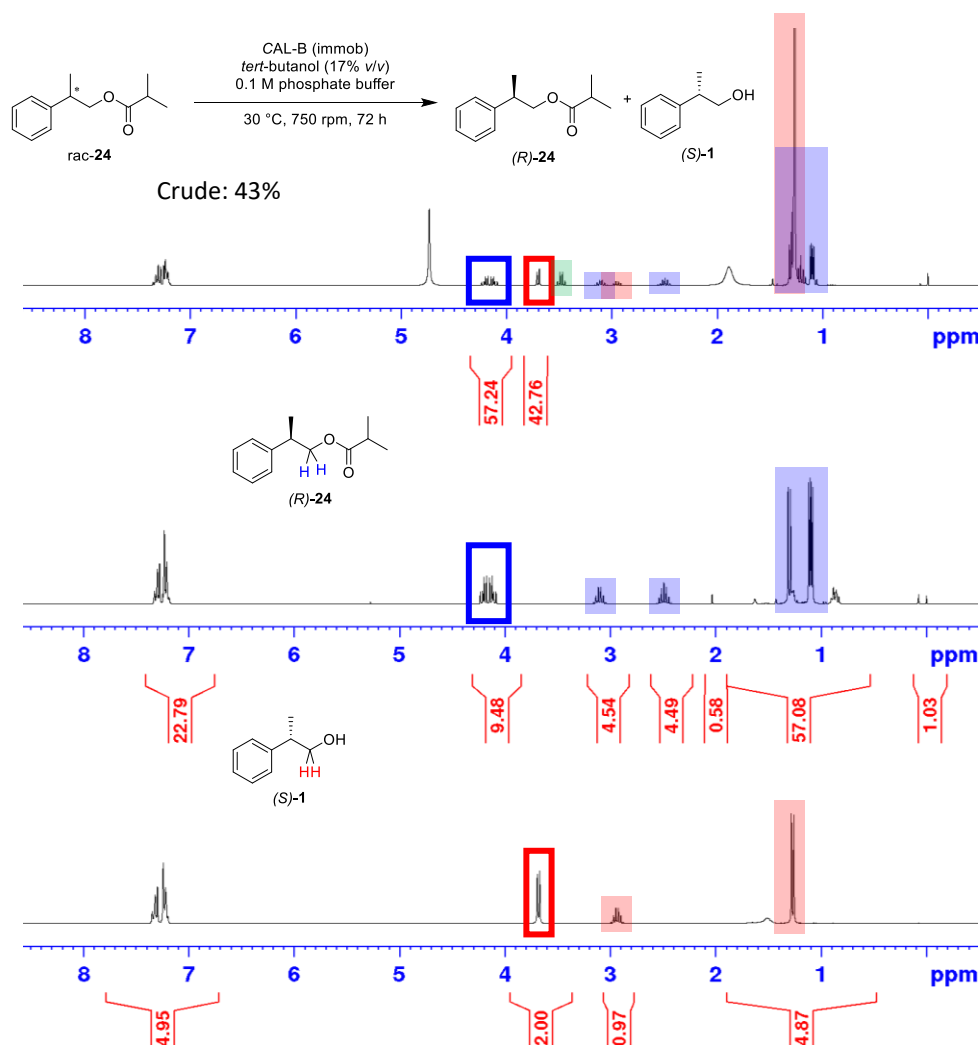 CAL-B (immob)
tert-butanol (17% v/v)
0.1 M phosphate buffer
30 °C, 750 rpm, 72 h
*
O
O
rac-24
O
O
(R)-24
+
OH
(S)-1
Crude: 43%
8 7 6 5 4 3 2 1 ppm
57.24
42.76
O
H H
O
(R)-24
8 7 6 5 4 3 2 1 ppm
22.79
9.48
4.54
4.49
0.58
57.08
1.03
OH
HH
(S)-1
8 7 6 5 4 3 2 1 ppm
4.95
2.00
0.97
4.87